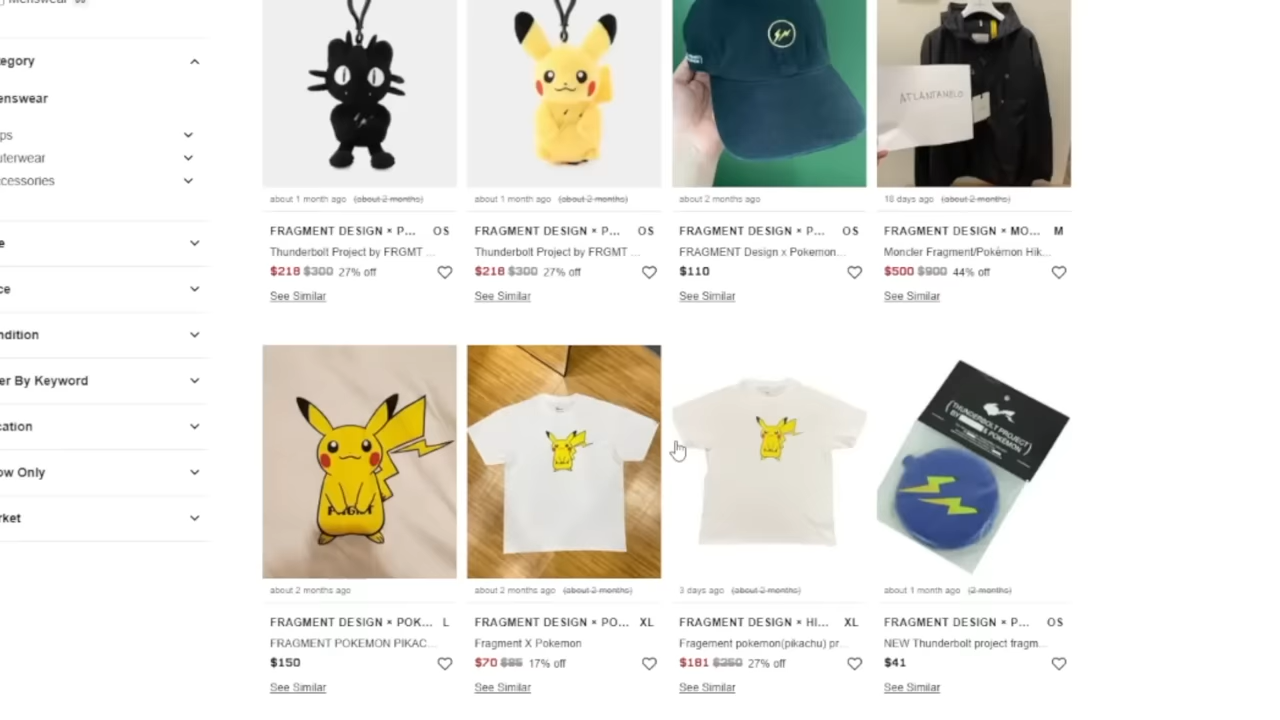 Menswear
egory
enswear
ps
uterwear
cessories
e
ce
ndition
er By Keyword
cation
ow Only
rket
ATLANTAHELD
about 1 month ago (about 2 months)
FRAGMENT DESIGN × P... OS
Thunderbolt Project by FRGMT ...
$218 $300 27% off
See Similar
about 1 month ago (about 2 months)
FRAGMENT DESIGN × P... OS
Thunderbolt Project by FRGMT ...
$218 $300 27% off
See Similar
about 2 months ago
FRAGMENT DESIGN × P... OS
FRAGMENT Design x Pokemon...
$110
See Similar
18 days ago (about 2 months)
FRAGMENT DESIGN × MO... M
Moncler Fragment/Pokémon Hik...
$500 $900 44% off
See Similar
FRGMT
about 2 months ago
FRAGMENT DESIGN × POK... L
FRAGMENT POKEMON PIKAC...
$150
See Similar
about 2 months ago (about 2 months)
FRAGMENT DESIGN × PO... XL
Fragment X Pokemon
$70 $85 17% off
See Similar
3 days ago (about 2 months)
FRAGMENT DESIGN × HI... XL
Fragement pokemon(pikachu) pr...
$181 $250 27% off
See Similar
(THUNDERBOLT PROJECT)
BY & POKEMON
about 1 month ago (2 months)
FRAGMENT DESIGN × P... OS
NEW Thunderbolt project fragm...
$41
See Similar